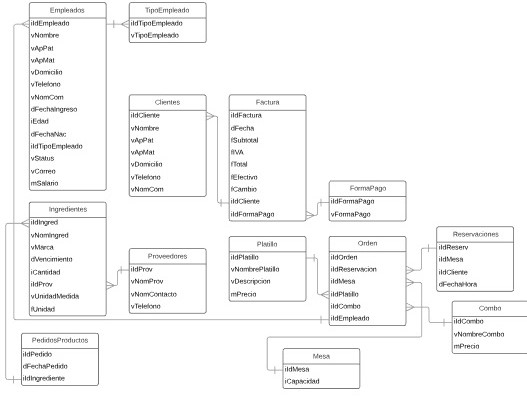 Empleados
iIdEmpleado
vNombre
vApPat
vApMat
vDomicilio
vTelefono
vNomCom
dFechaIngreso
iEdad
dFechaNac
iIdTipoEmpleado
vStatus
vCorreo
mSalario
TipoEmpleado
iIdTipoEmpleado
vTipoEmpleado
Clientes
iIdCliente
vNombre
vApPat
vApMat
vDomicilio
vTelefono
vNomCom
Factura
iIdFactura
dFecha
fSubtotal
fIVA
fTotal
fEfectivo
fCambio
iIdCliente
iIdFormaPago
FormaPago
iIdFormaPago
vFormaPago
Ingredientes
iIdIngred
vNomIngred
vMarca
dVencimiento
iCantidad
iIdProv
vUnidadMedida
fUnidad
Proveedores
iIdProv
vNomProv
vNomContacto
vTelefono
Platillo
iIdPlatillo
vNombrePlatillo
vDescripcion
mPrecio
Orden
iIdOrden
iIdReservacion
iIdMesa
iIdPlatillo
iIdCombo
iIdEmpleado
Reservaciones
iIdReserv
iIdMesa
iIdCliente
dFechaHora
Combo
iIdCombo
vNombreCombo
mPrecio
PedidosProductos
iIdPedido
dFechaPedido
iIdIngrediente
Mesa
iIdMesa
iCapacidad